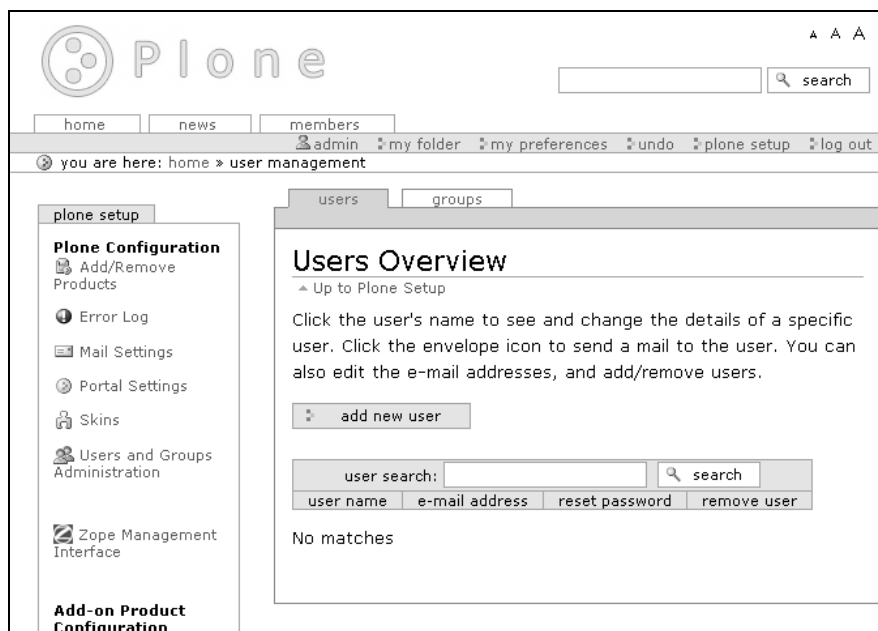 Plone
A A A
search
home news members
admin my folder my preferences undo plone setup log out
you are here: home » user management
plone setup
Plone Configuration
Add/Remove
Products
Error Log
Mail Settings
Portal Settings
Skins
Users and Groups
Administration
Zope Management
Interface
Add-on Product
Configuration
users groups
Users Overview
Up to Plone Setup
Click the user's name to see and change the details of a specific
user. Click the envelope icon to send a mail to the user. You can
also edit the e-mail addresses, and add/remove users.
add new user
user search: search
user name e-mail address reset password remove user
No matches